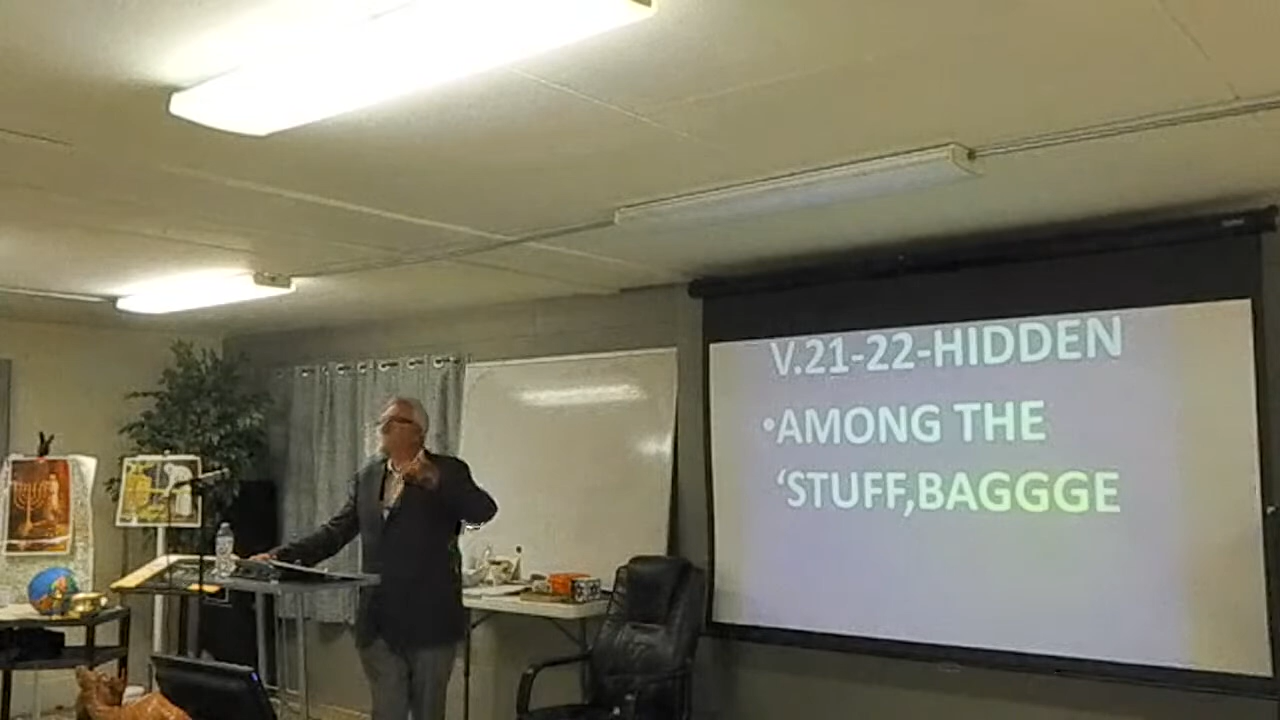 V.21-22-HIDDEN
•AMONG THE
‘STUFF,BAGGGE